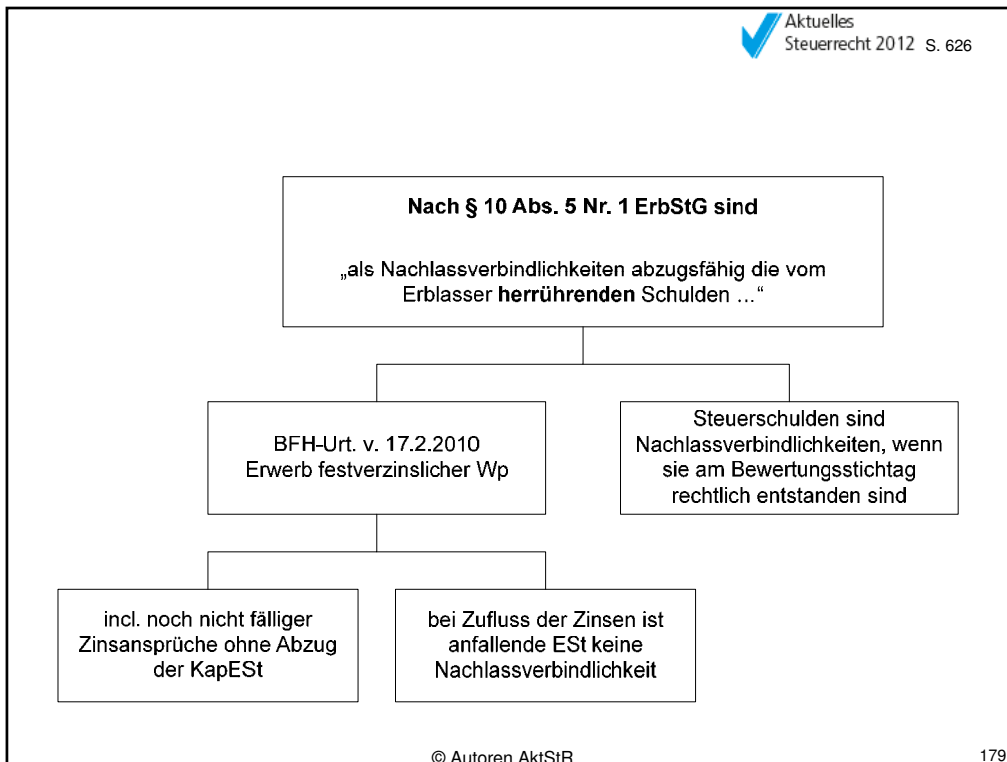 Aktuelles
Steuerrecht 2012 S. 626
Nach § 10 Abs. 5 Nr. 1 ErbStG sind
„als Nachlassverbindlichkeiten abzugsfähig die vom
Erblasser herrührenden Schulden ...“
BFH-Urt. v. 17.2.2010
Erwerb festverzinslicher Wp
Steuerschulden sind
Nachlassverbindlichkeiten, wenn
sie am Bewertungsstichtag
rechtlich entstanden sind
incl. noch nicht fälliger
Zinsansprüche ohne Abzug
der KapESt
bei Zufluss der Zinsen ist
anfallende ESt keine
Nachlassverbindlichkeit
© Autoren AktStR
179